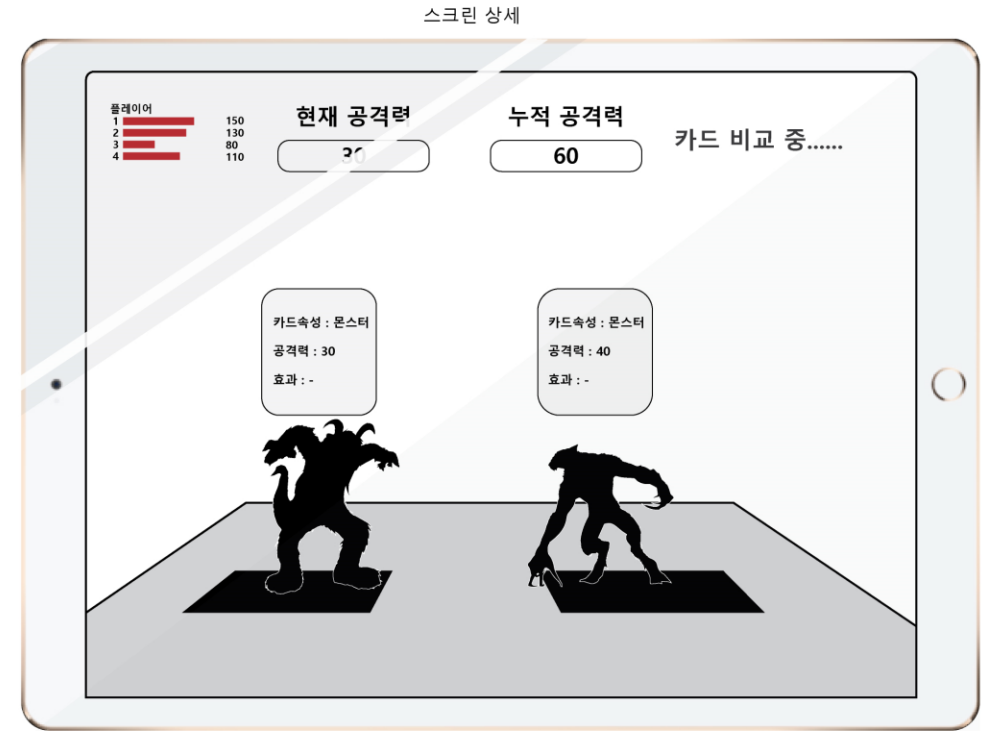 스크린 상세
플레이어
1 150
2 130
3 80
4 110
현재 공격력
30
누적 공격력
60
카드 비교 중......
카드속성 : 몬스터
공격력 : 30
효과 : -
카드속성 : 몬스터
공격력 : 40
효과 : -